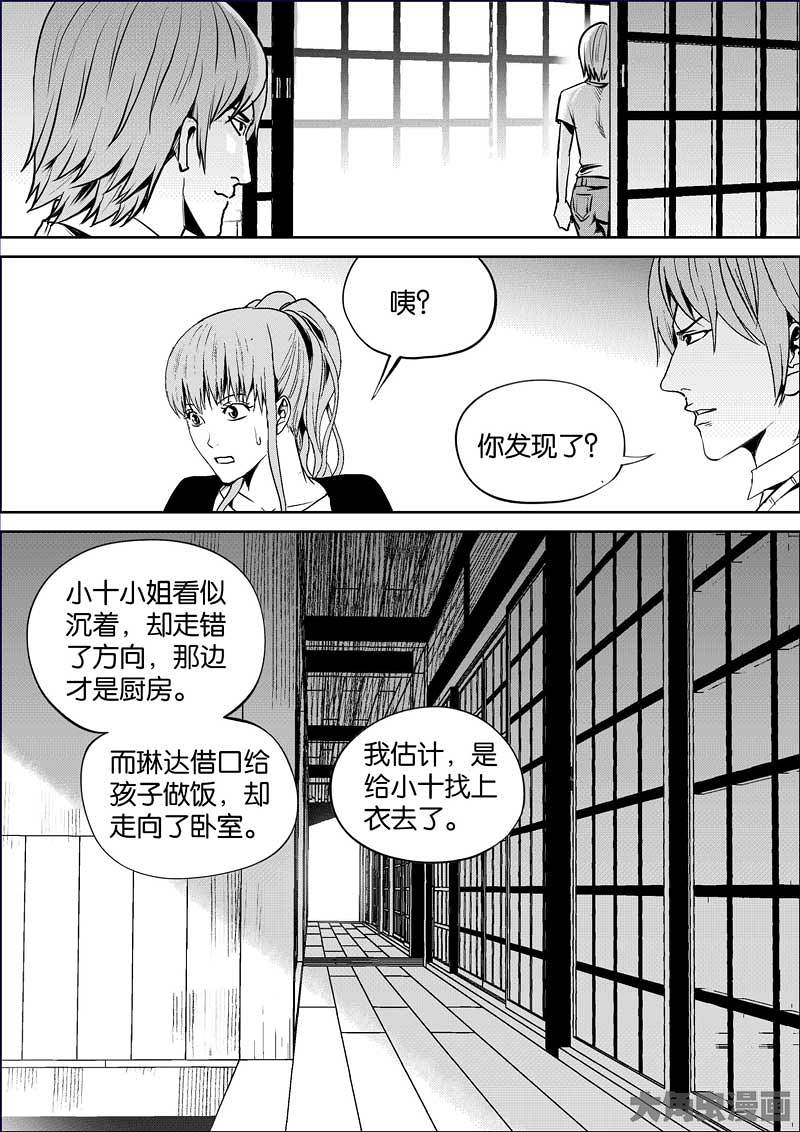 咦？
你发现了？
小十小姐看似
沉着，却走错
了方向，那边
才是厨房。
而琳达借口给
孩子做饭，却
走向了卧室。
我估计，是
给小十找上
衣去了。
大角虫漫画